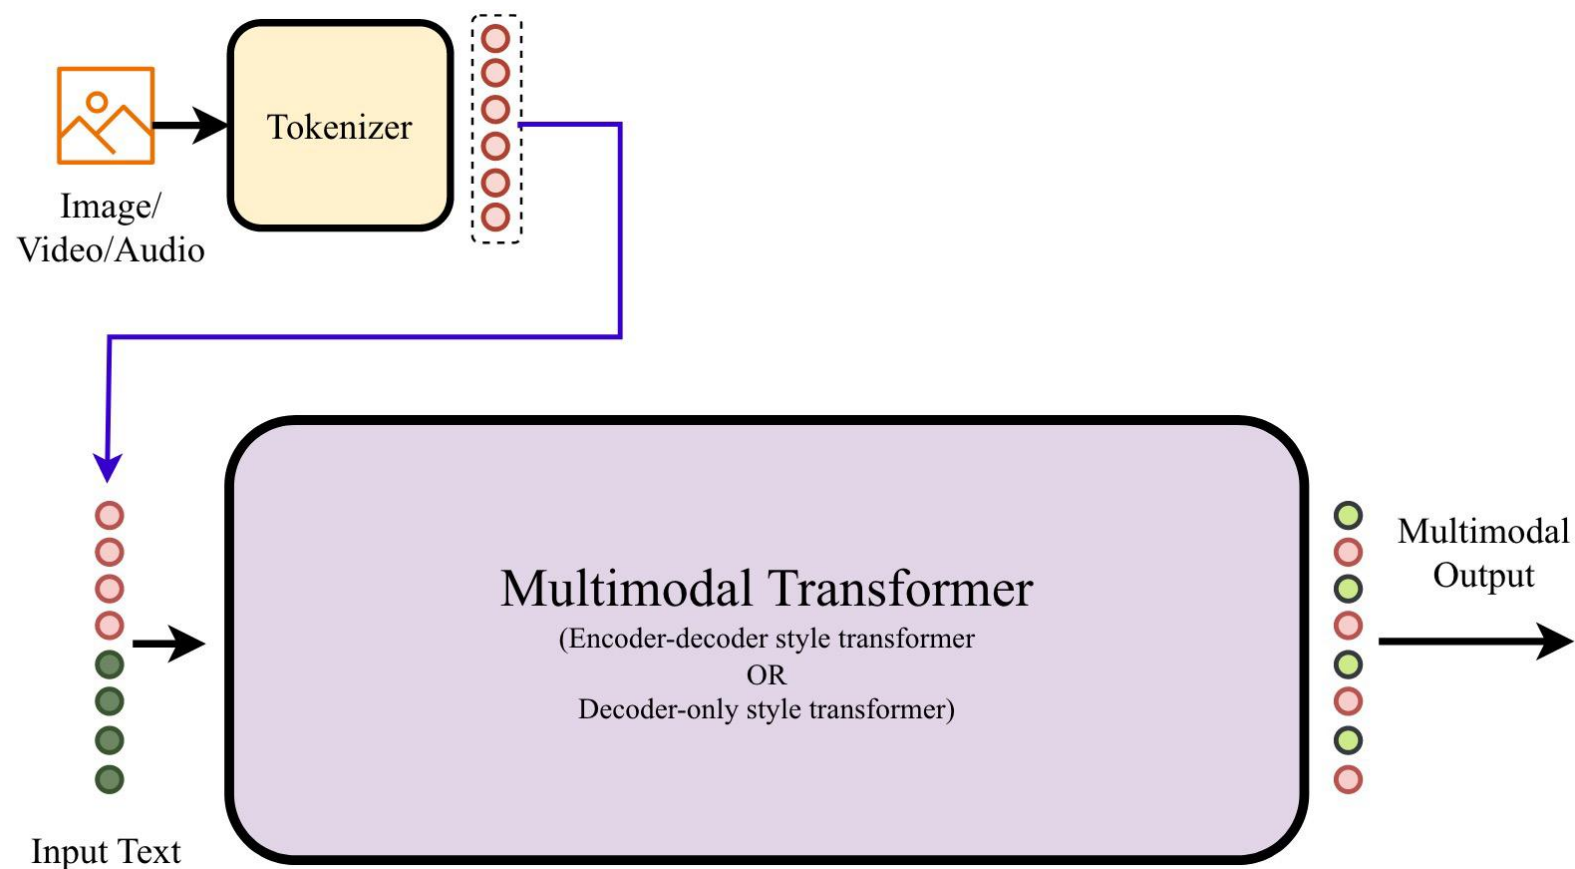 Tokenizer
Image/
Video/Audio
Multimodal Transformer
(Encoder-decoder style transformer
OR
Decoder-only style transformer)
Multimodal
Output
Input Text